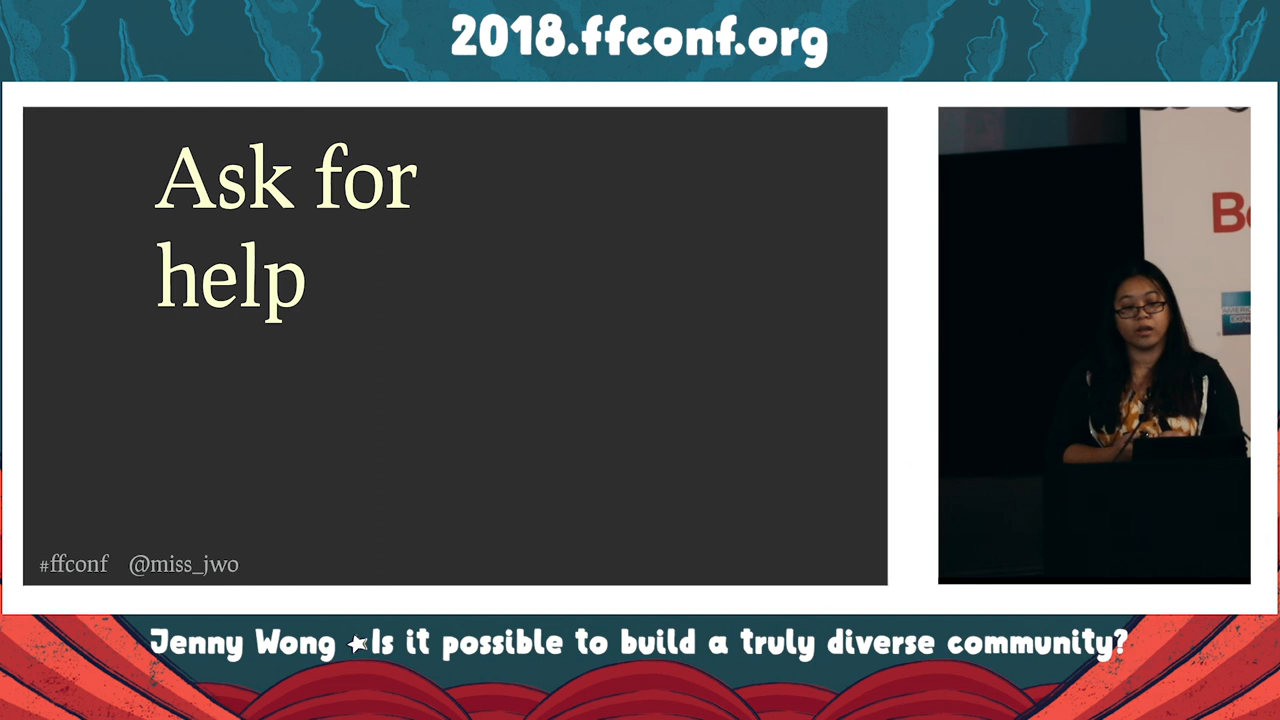 2018.ffconf.org
Ask for
help
#ffconf @miss_jwo
Jenny Wong ★ Is it possible to build a truly diverse community?